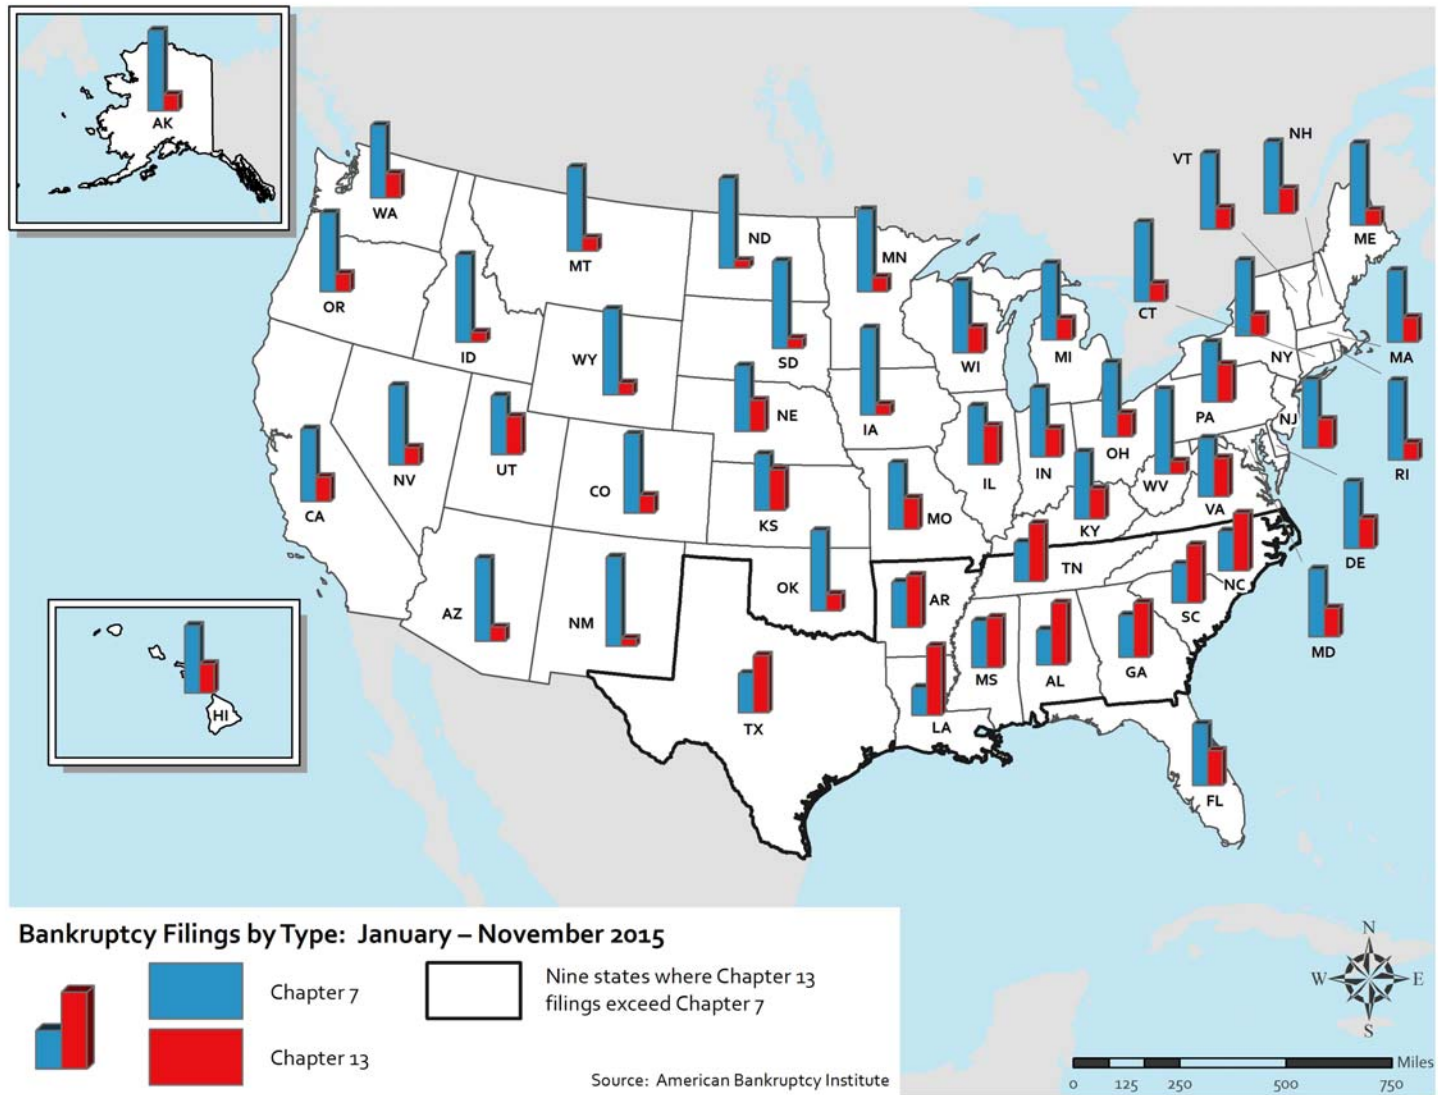 AK
NH
VT
WA
ME
ND
MN
MT
OR
CT
ID
WY
SD
WI
MI
NY
MA
NE
IA
PA
NJ
UT
NV
CO
OH
RI
IL
IN
WV
CA
KS
MO
KY
VA
DE
TN
NC
OK
AR
AZ
NM
SC
MD
MS
AL
GA
HI
TX
LA
FL
Bankruptcy Filings by Type: January – November 2015
Chapter 7
Nine states where Chapter 13
filings exceed Chapter 7
Chapter 13
Source: American Bankruptcy Institute
N
W
E
S
Miles
0 125 250 500 750